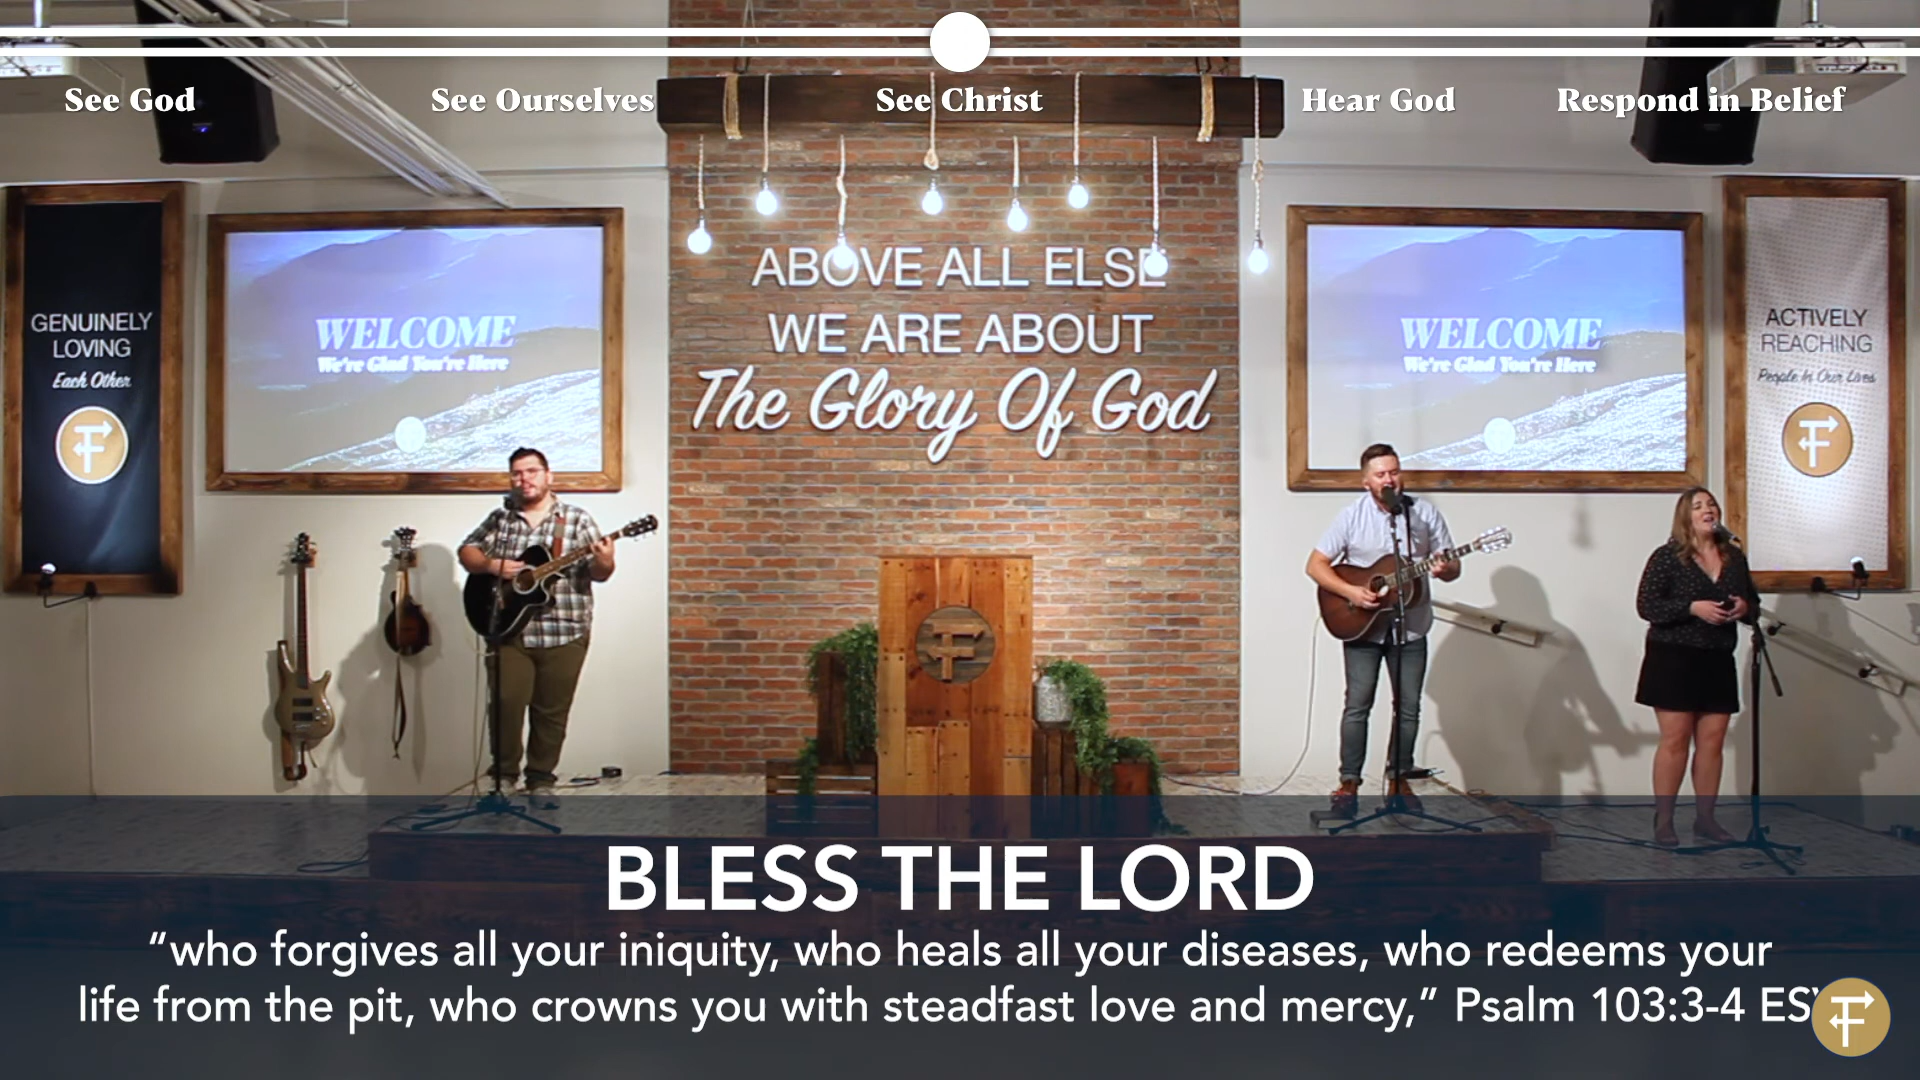 See God
See Ourselves
See Christ
Hear God
Respond in Belief
GENUINELY
LOVING
Each Other
WELCOME
We're Glad You're Here
ABOVE ALL ELSE
WE ARE ABOUT
The Glory Of God
WELCOME
We're Glad You're Here
ACTIVELY
REACHING
People In Our Lives
BLESS THE LORD
“who forgives all your iniquity, who heals all your diseases, who redeems your
life from the pit, who crowns you with steadfast love and mercy,” Psalm 103:3-4